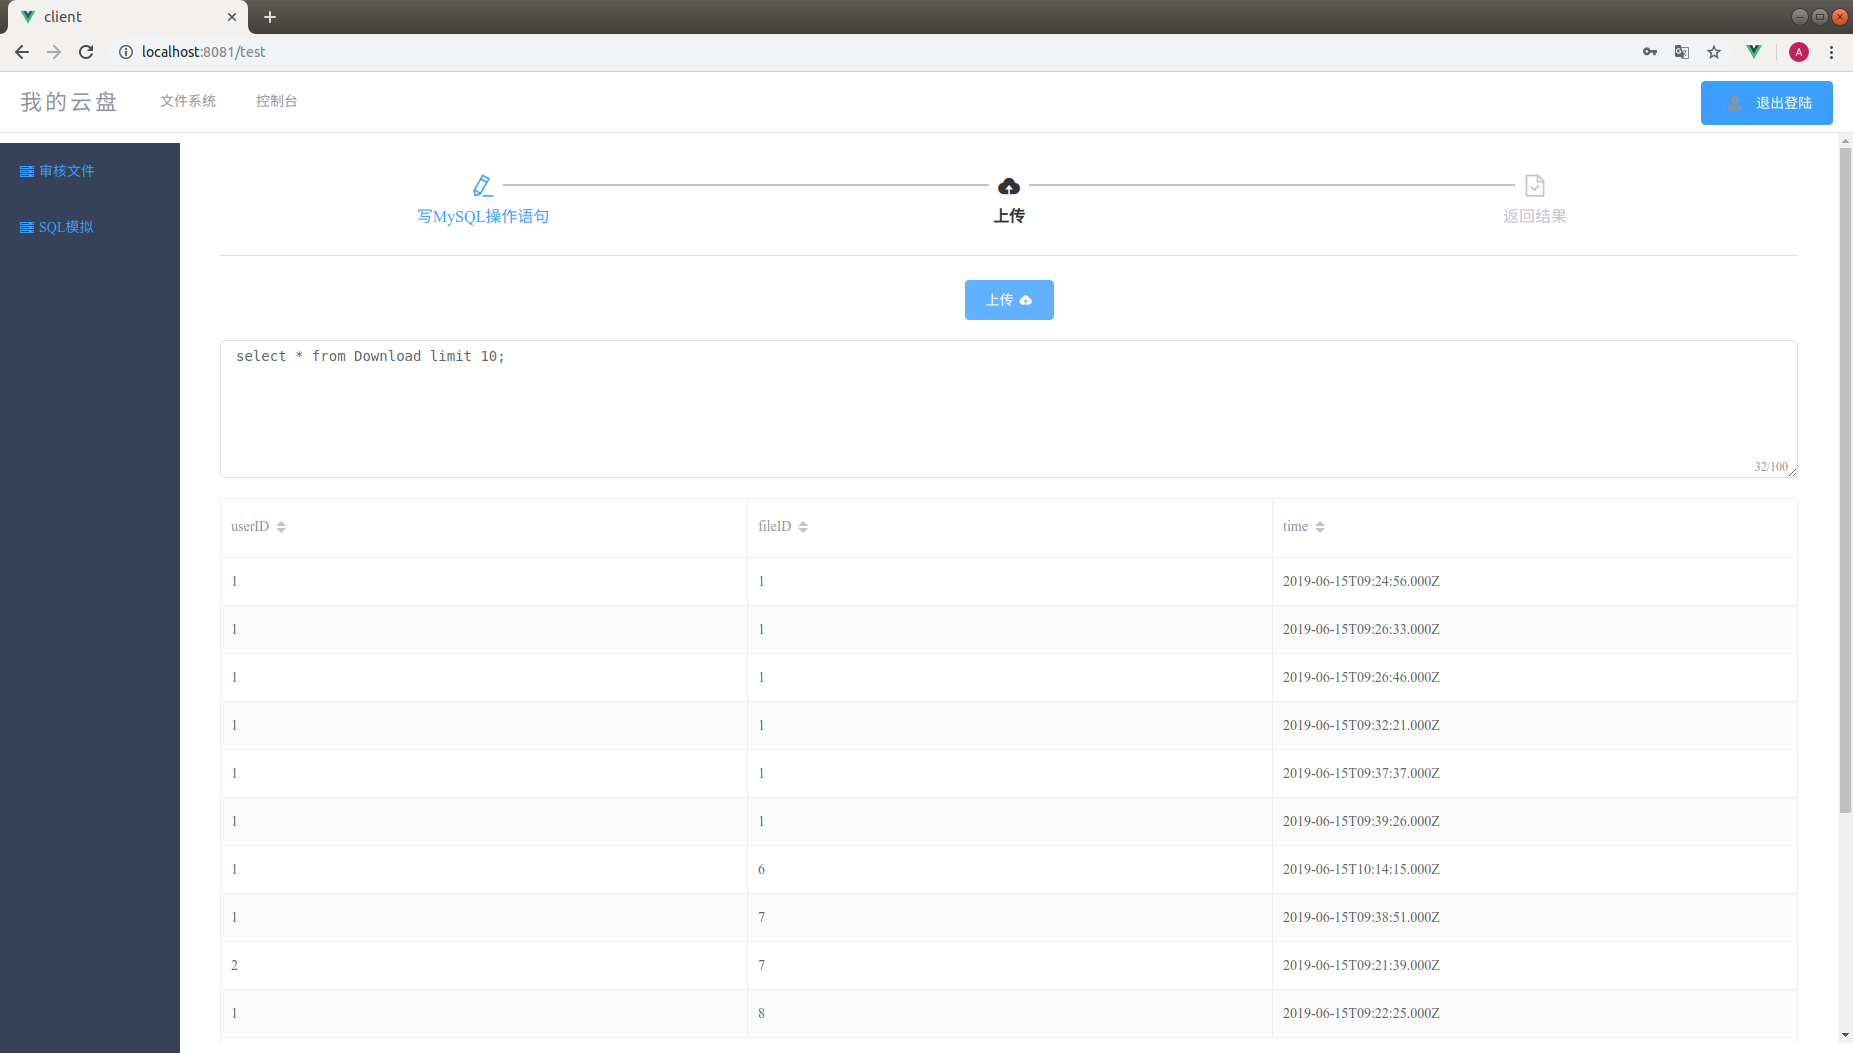 client
localhost:8081/test
A
我的云盘
文件系统
控制台
退出登陆
审核文件
SQL模拟
写MySQL操作语句
上传
返回结果
上传
select * from Download limit 10;
32/100
userID fileID time
1 1 2019-06-15T09:24:56.000Z
1 1 2019-06-15T09:26:33.000Z
1 1 2019-06-15T09:26:46.000Z
1 1 2019-06-15T09:32:21.000Z
1 1 2019-06-15T09:37:37.000Z
1 1 2019-06-15T09:39:26.000Z
1 6 2019-06-15T10:14:15.000Z
1 7 2019-06-15T09:38:51.000Z
2 7 2019-06-15T09:21:39.000Z
1 8 2019-06-15T09:22:25.000Z